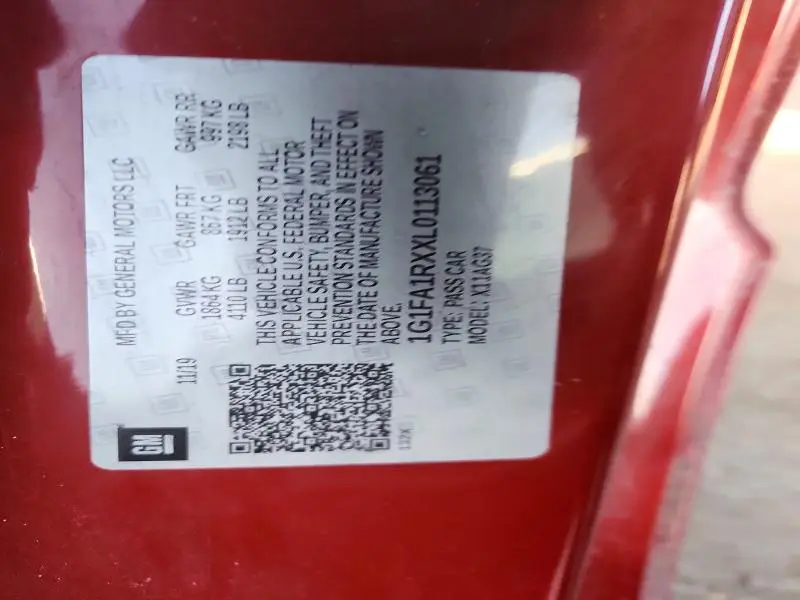 GM
MFD BY GENERAL MOTORS LLC
11/19 GVWR GAWR FRT GAWR RR
1864 KG 867 KG 997 KG
4110 LB 1912 LB 2198 LB
THIS VEHICLE CONFORMS TO ALL
APPLICABLE U.S. FEDERAL MOTOR
VEHICLE SAFETY, BUMPER, AND THEFT
PREVENTION STANDARDS IN EFFECT ON
THE DATE OF MANUFACTURE SHOWN
ABOVE.
1G1FA1RXXL0113061
TYPE: PASS CAR
MODEL: X11AG37